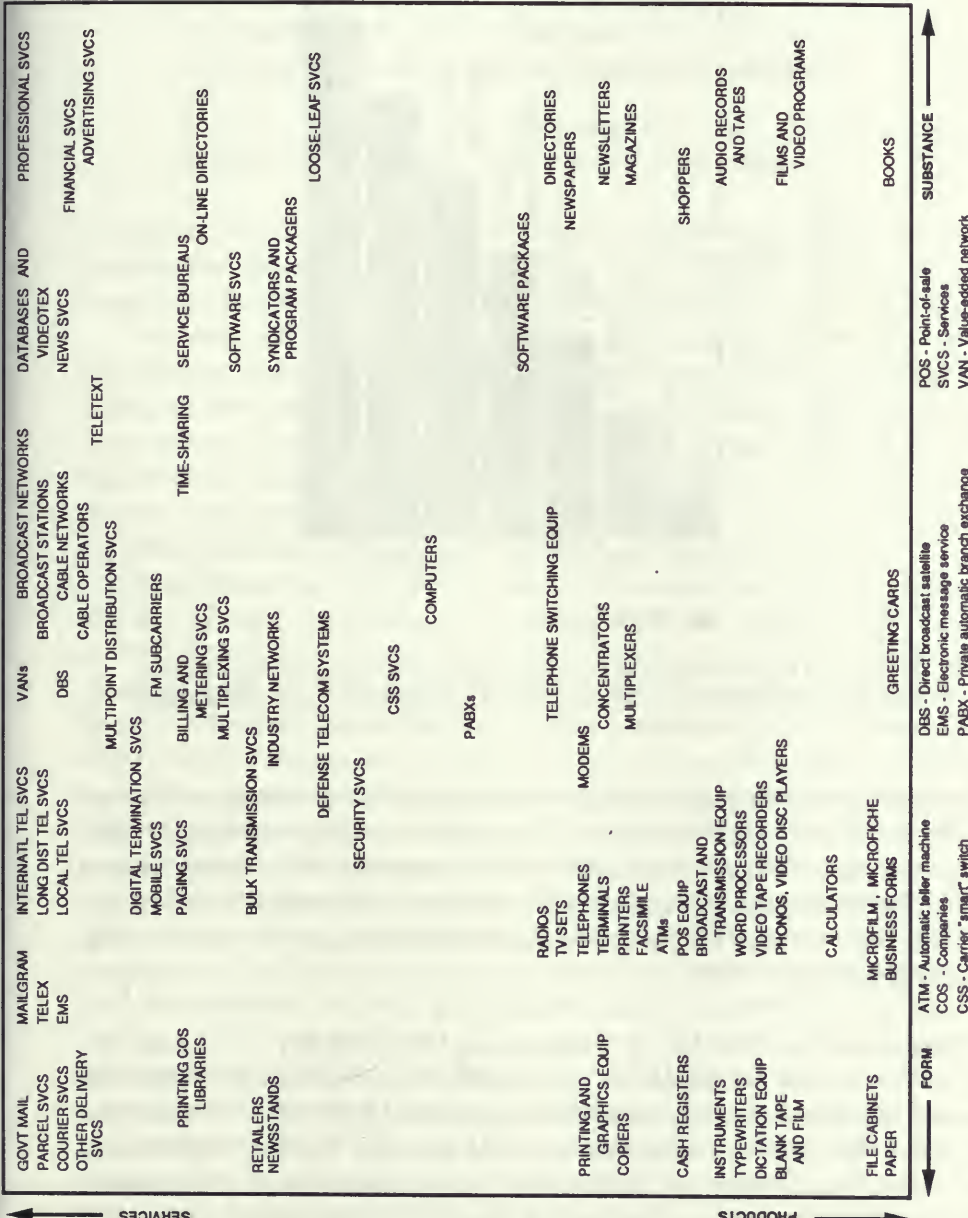 GOVT MAIL
PARCEL SVCS
COURIER SVCS
OTHER DELIVERY
SVCS
PRINTING COS
LIBRARIES
RETAILERS
NEWSSTANDS
PRINTING AND
GRAPHICS EQUIP
COPIERS
CASH REGISTERS
INSTRUMENTS
TYPEWRITERS
DICTATION EQUIP
BLANK TAPE
AND FILM
FILE CABINETS
PAPER
MAILGRAM
TELEX
EMS
INTERNATL TEL SVCS
LONG DIST TEL SVCS
LOCAL TEL SVCS
DIGITAL TERMINATION SVCS
MOBILE SVCS
PAGING SVCS
BULK TRANSMISSION SVCS
RADIOS
TV SETS
TELEPHONES
TERMINALS
PRINTERS
FACSIMILE
ATMs
POS EQUIP
BROADCAST AND
TRANSMISSION EQUIP
WORD PROCESSORS
VIDEO TAPE RECORDERS
PHONOS, VIDEO DISC PLAYERS
CALCULATORS
MICROFILM, MICROFICHE
BUSINESS FORMS
VANs
DBS
MULTIPOINT DISTRIBUTION SVCS
FM SUBCARRIERS
BILLING AND
METERING SVCS
MULTIPLEXING SVCS
INDUSTRY NETWORKS
DEFENSE TELECOM SYSTEMS
SECURITY SVCS
CSS SVCS
COMPUTERS
PABXs
TELEPHONE SWITCHING EQUIP
MODEMS
CONCENTRATORS
MULTIPLEXERS
GREETING CARDS
BROADCAST NETWORKS
BROADCAST STATIONS
CABLE NETWORKS
CABLE OPERATORS
TELETEXT
TIME-SHARING
DATABASES AND
VIDEOTEX
NEWS SVCS
SERVICE BUREAUS
ON-LINE DIRECTORIES
SOFTWARE SVCS
SYNDICATORS AND
PROGRAM PACKAGERS
LOOSE-LEAF SVCS
SOFTWARE PACKAGES
PROFESSIONAL SVCS
FINANCIAL SVCS
ADVERTISING SVCS
DIRECTORIES
NEWSPAPERS
NEWSLETTERS
MAGAZINES
SHOPPERS
AUDIO RECORDS
AND TAPES
FILMS AND
VIDEO PROGRAMS
BOOKS
SERVICES
PRODUCTS
FORM
SUBSTANCE
ATM - Automatic teller machine
COS - Companies
CSS - Carrier "smart" switch
DBS - Direct broadcast satellite
EMS - Electronic message service
PABX - Private automatic branch exchange
POS - Point-of-sale
SVCS - Services
VAN - Value-added network